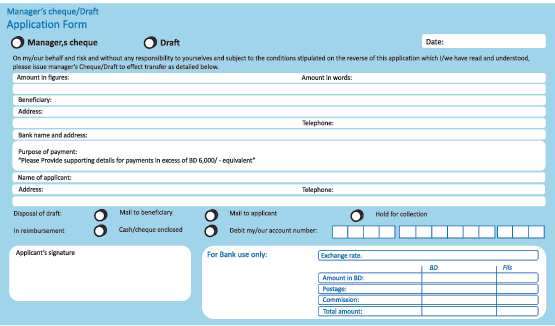 Manager's cheque/Draft
Application Form
Manager,s cheque Draft Date:
On my/our behalf and risk and without any responsibility to yourselves and subject to the conditions stipulated on the reverse of this application which I/we have read and understood,
please issue manager's Cheque/Draft to effect transfer as detailed below.
Amount in figures: Amount in words:
Beneficiary:
Address:
Telephone:
Bank name and address:
Purpose of payment:
"Please Provide supporting details for payments in excess of BD 6,000/ - equivalent"
Name of applicant:
Address: Telephone:
Disposal of draft: Mail to beneficiary Mail to applicant Hold for collection
In reimbursement Cash/cheque enclosed Debit my/our account number:
Applicant's signature
For Bank use only:
Exchange rate.
BD Fils
Amount in BD:
Postage:
Commission:
Total amount: